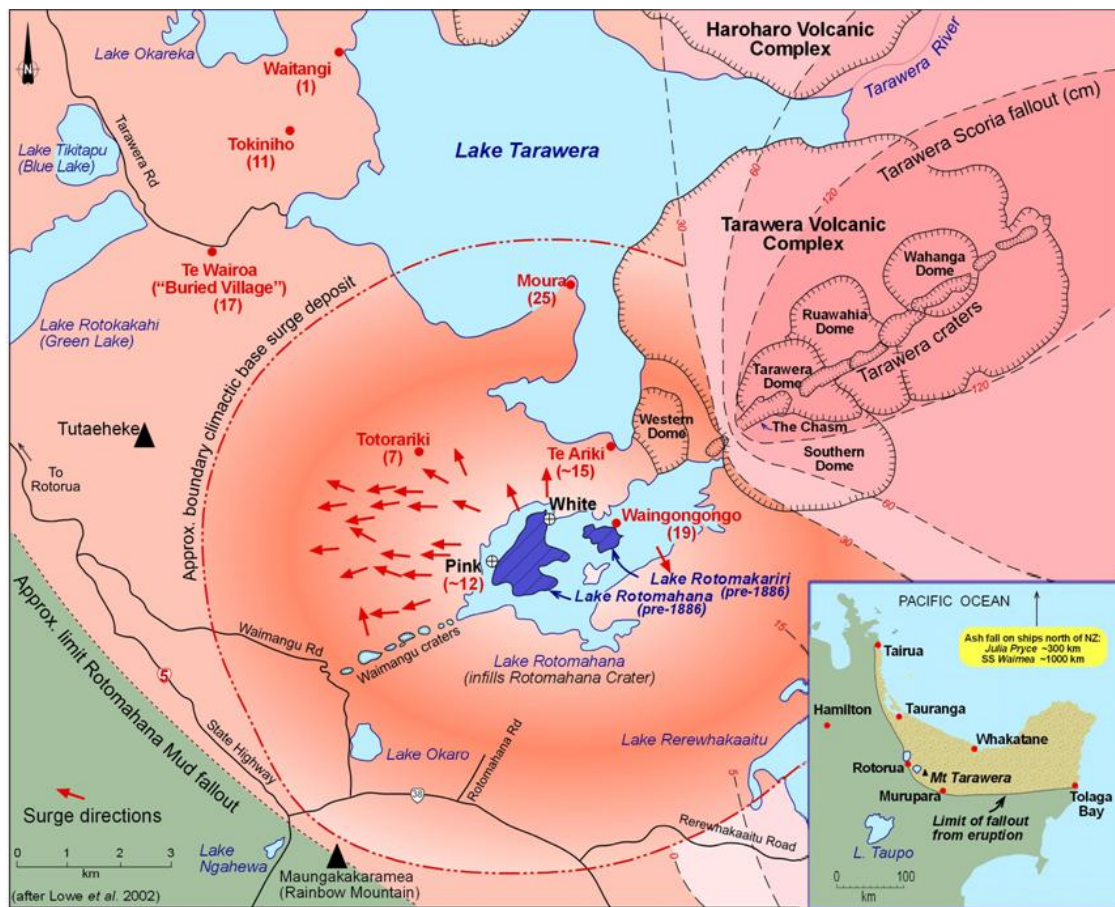 Haroharo Volcanic
Complex
Lake Okareka
N
Waitangi
(1)
Tarawera River
Tarawera Scoria fallout (cm)
Tokiniho
(11)
Lake Tikitapu
(Blue Lake)
Tarawera Rd
Lake Tarawera
60
120
30
Tarawera Volcanic
Complex
Te Wairoa
("Buried Village")
(17)
Wahanga
Dome
Moura
(25)
Lake Rotokakahi
(Green Lake)
Ruawahia
Dome
Tarawera craters
Approx. boundary climactic base surge deposit
Tarawera
Dome
120
Tutaeheke
Western
Dome
The Chasm
Totorariki
(7)
Te Ariki
(~15)
Southern
Dome
To
Rotorua
White
60
Waingongongo
(19)
30
Pink
(~12)
Lake Rotomakariri
(pre-1886)
Lake Rotomahana
(pre-1886)
Approx. limit Rotomahana Mud fallout
Waimangu Rd
Waimangu craters
15
Lake Rotomahana
(infills Rotomahana Crater)
5
State Highway
Rotomahana Rd
Lake Okaro
Lake Rerewhakaaitu
5
38
Surge directions
Rerewhakaaitu Road
0
Lake
Ngahewa
0 1 2 3
km
Maungakakaramea
(Rainbow Mountain)
(after Lowe et al. 2002)
PACIFIC OCEAN
Ash fall on ships north of NZ:
Julia Pryce ~300 km
SS Waimea ~1000 km
Tairua
Tauranga
Hamilton
Whakatane
Rotorua
Mt Tarawera
Murupara
Tolaga
Bay
Limit of fallout
from eruption
L. Taupo
0 100
km